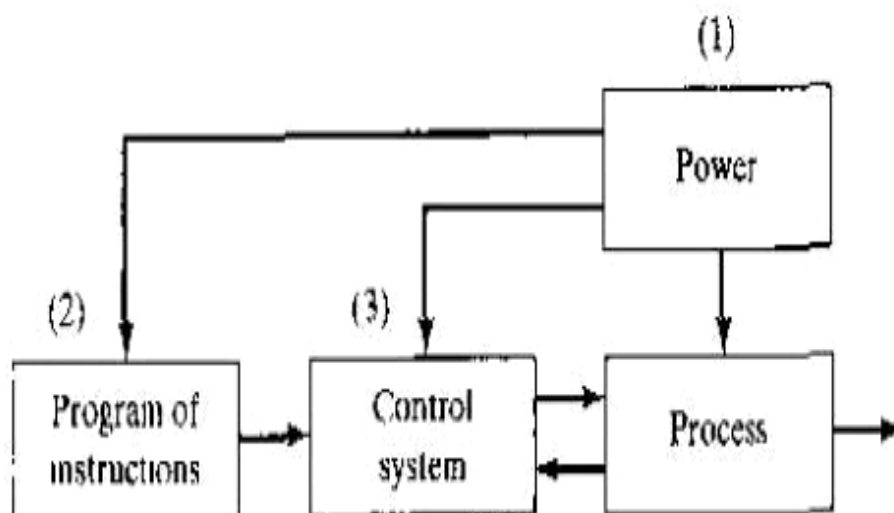 (1)
Power
(2)
(3)
Program of
instructions
Control
system
Process